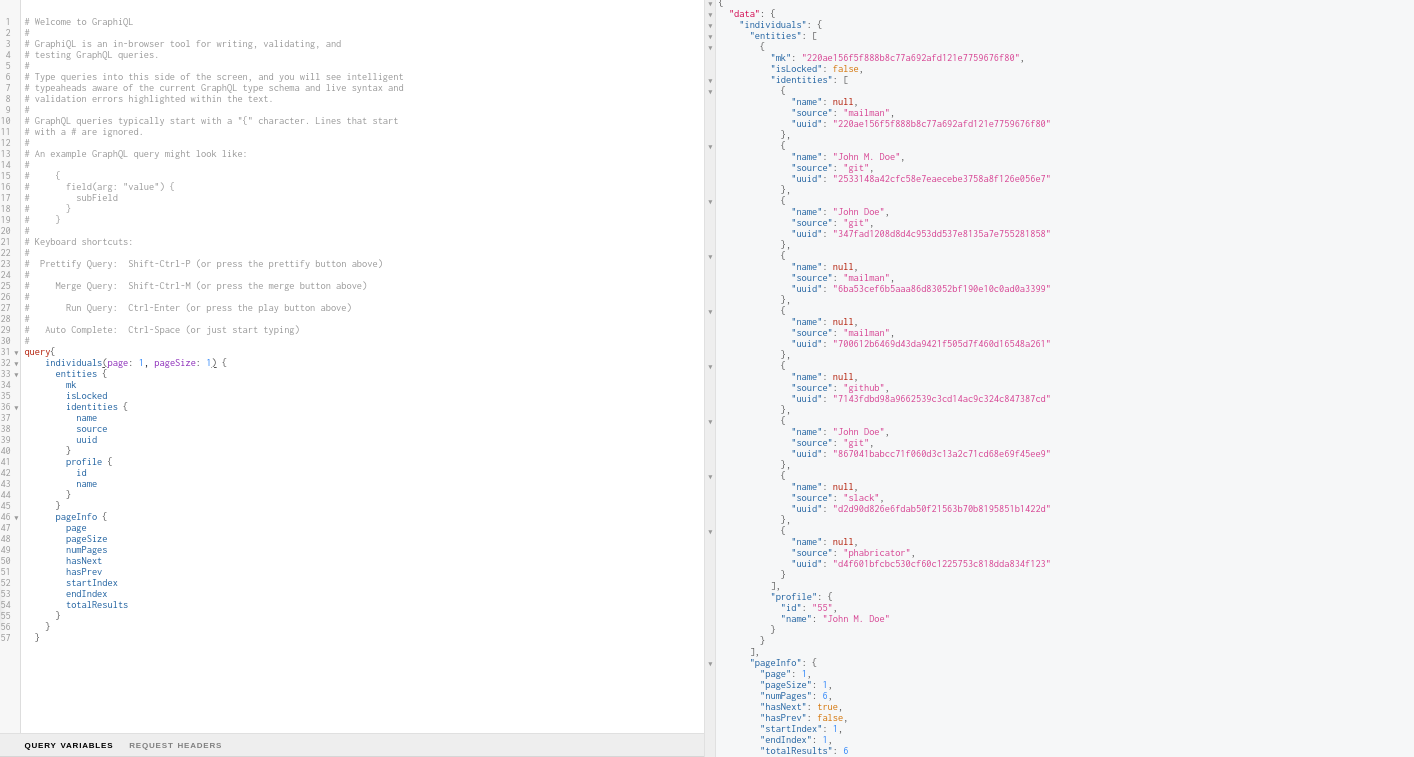 1 # Welcome to GraphiQL
2 #
3 # GraphiQL is an in-browser tool for writing, validating, and
4 # testing GraphQL queries.
5 #
6 # Type queries into this side of the screen, and you will see intelligent
7 # typeaheads aware of the current GraphQL type schema and live syntax and
8 # validation errors highlighted within the text.
9 #
10 # GraphQL queries typically start with a "{" character. Lines that start
11 # with a # are ignored.
12 #
13 # An example GraphQL query might look like:
14 #
15 #     {
16 #       field(arg: "value") {
17 #         subField
18 #       }
19 #     }
20 #
21 # Keyboard shortcuts:
22 #
23 #  Prettify Query:  Shift-Ctrl-P (or press the prettify button above)
24 #
25 #     Merge Query:  Shift-Ctrl-M (or press the merge button above)
26 #
27 #       Run Query:  Ctrl-Enter (or press the play button above)
28 #
29 #   Auto Complete:  Ctrl-Space (or just start typing)
30 #
31 query{
32     individuals(page: 1, pageSize: 1) {
33       entities {
34         mk
35         isLocked
36         identities {
37           name
38           source
39           uuid
40         }
41         profile {
42           id
43           name
44         }
45       }
46       pageInfo {
47         page
48         pageSize
49         numPages
50         hasNext
51         hasPrev
52         startIndex
53         endIndex
54         totalResults
55       }
56     }
57   }
QUERY VARIABLES REQUEST HEADERS
{
  "data": {
    "individuals": {
      "entities": [
        {
          "mk": "220ae156f5f888b8c77a692afd121e7759676f80",
          "isLocked": false,
          "identities": [
            {
              "name": null,
              "source": "mailman",
              "uuid": "220ae156f5f888b8c77a692afd121e7759676f80"
            },
            {
              "name": "John M. Doe",
              "source": "git",
              "uuid": "2533148a42cfc58e7eaecebe3758a8f126e056e7"
            },
            {
              "name": "John Doe",
              "source": "git",
              "uuid": "347fad1208d8d4c953dd537e8135a7e755281858"
            },
            {
              "name": null,
              "source": "mailman",
              "uuid": "6ba53cef6b5aaa86d83052bf190e10c0ad0a3399"
            },
            {
              "name": null,
              "source": "mailman",
              "uuid": "700612b6469d43da9421f505d7f460d16548a261"
            },
            {
              "name": null,
              "source": "github",
              "uuid": "7143fdbd98a9662539c3cd14ac9c324c847387cd"
            },
            {
              "name": "John Doe",
              "source": "git",
              "uuid": "867041babcc71f060d3c13a2c71cd68e69f45ee9"
            },
            {
              "name": null,
              "source": "slack",
              "uuid": "d2d90d826e6fdab50f21563b70b8195851b1422d"
            },
            {
              "name": null,
              "source": "phabricator",
              "uuid": "d4f601bfcbc530cf60c1225753c818dda834f123"
            }
          ],
          "profile": {
            "id": "55",
            "name": "John M. Doe"
          }
        }
      ],
      "pageInfo": {
        "page": 1,
        "pageSize": 1,
        "numPages": 6,
        "hasNext": true,
        "hasPrev": false,
        "startIndex": 1,
        "endIndex": 1,
        "totalResults": 6